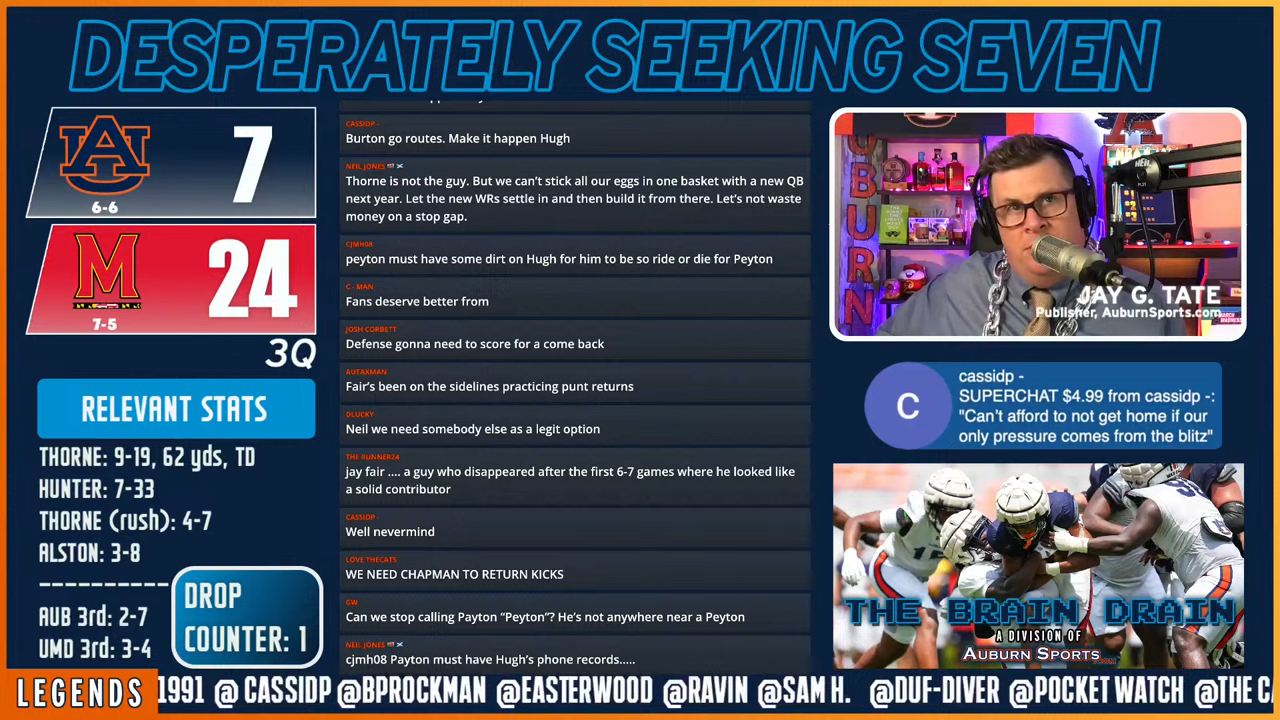 DESPERATELY SEEKING SEVEN
AU
7
6-6
M
24
7-5
3Q
RELEVANT STATS
THORNE: 9-19, 62 yds, TD
HUNTER: 7-33
THORNE (rush): 4-7
ALSTON: 3-8
AUB 3rd: 2-7
UMD 3rd: 3-4
DROP
COUNTER: 1
CASSIDP -
Burton go routes. Make it happen Hugh
NEIL JONES
Thorne is not the guy. But we can’t stick all our eggs in one basket with a new QB
next year. Let the new WRs settle in and then build it from there. Let’s not waste
money on a stop gap.
CJMH08
peyton must have some dirt on Hugh for him to be so ride or die for Peyton
C - MAN
Fans deserve better from
JOSH CORBETT
Defense gonna need to score for a come back
AUTAXMAN
Fair’s been on the sidelines practicing punt returns
DLUCKY
Neil we need somebody else as a legit option
THE RUNNER24
jay fair .... a guy who disappeared after the first 6-7 games where he looked like
a solid contributor
CASSIDP -
Well nevermind
LOVE THECATS
WE NEED CHAPMAN TO RETURN KICKS
GW
Can we stop calling Payton “Peyton”? He’s not anywhere near a Peyton
NEIL JONES
cjmh08 Payton must have Hugh’s phone records.....
BURN
HEIL
JAY G. TATE
Publisher, AuburnSports.com
MARCH
MADNESS
C
cassidp -
SUPERCHAT $4.99 from cassidp -:
"Can’t afford to not get home if our
only pressure comes from the blitz"
THE BRAIN DRAIN
A DIVISION OF
AUBURN SPORTS
LEGENDS
1991 @ CASSIDP @BPROCKMAN @EASTERWOOD @RAVIN @SAM H. @DUF-DIVER @POCKET WATCH @THE